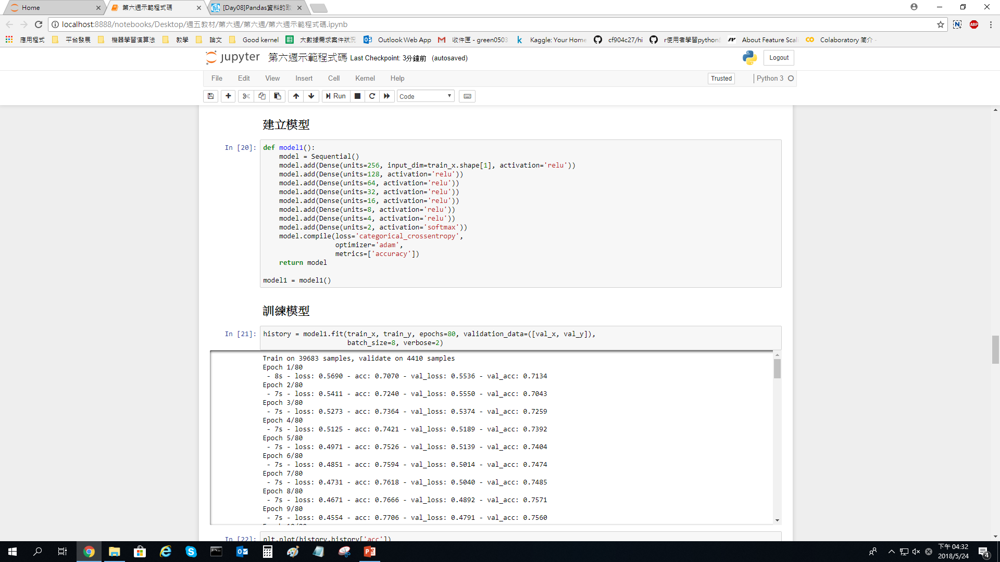 Home
第六週示範程式碼
[Day08]Pandas資料的取
localhost:8888/notebooks/Desktop/週五教材/第六週/第六週/第六週示範程式碼.ipynb
應用程式 平台發展 機器學習演算法 教學 論文 Good kernel 大數據需求案件狀況 Outlook Web App 收件匣 - green0503 Kaggle: Your Home cf904c27/hi r使用者學習python About Feature Scali Colaboratory 簡介 -
jupyter 第六週示範程式碼 Last Checkpoint: 3分鐘前 (autosaved)
Logout
File Edit View Insert Cell Kernel Help
Trusted
Python 3
Run
Code
建立模型
In [20]:
def model1():
    model = Sequential()
    model.add(Dense(units=256, input_dim=train_x.shape[1], activation='relu'))
    model.add(Dense(units=128, activation='relu'))
    model.add(Dense(units=64, activation='relu'))
    model.add(Dense(units=32, activation='relu'))
    model.add(Dense(units=16, activation='relu'))
    model.add(Dense(units=8, activation='relu'))
    model.add(Dense(units=4, activation='relu'))
    model.add(Dense(units=2, activation='softmax'))
    model.compile(loss='categorical_crossentropy',
                  optimizer='adam',
                  metrics=['accuracy'])
    return model
model1 = model1()
訓練模型
In [21]:
history = model1.fit(train_x, train_y, epochs=80, validation_data=([val_x, val_y]),
                     batch_size=8, verbose=2)
Train on 39683 samples, validate on 4410 samples
Epoch 1/80
 - 8s - loss: 0.5690 - acc: 0.7070 - val_loss: 0.5536 - val_acc: 0.7134
Epoch 2/80
 - 7s - loss: 0.5411 - acc: 0.7240 - val_loss: 0.5550 - val_acc: 0.7043
Epoch 3/80
 - 7s - loss: 0.5273 - acc: 0.7364 - val_loss: 0.5374 - val_acc: 0.7259
Epoch 4/80
 - 7s - loss: 0.5125 - acc: 0.7421 - val_loss: 0.5189 - val_acc: 0.7392
Epoch 5/80
 - 7s - loss: 0.4971 - acc: 0.7526 - val_loss: 0.5139 - val_acc: 0.7404
Epoch 6/80
 - 7s - loss: 0.4851 - acc: 0.7594 - val_loss: 0.5014 - val_acc: 0.7474
Epoch 7/80
 - 7s - loss: 0.4731 - acc: 0.7618 - val_loss: 0.5040 - val_acc: 0.7485
Epoch 8/80
 - 7s - loss: 0.4671 - acc: 0.7666 - val_loss: 0.4892 - val_acc: 0.7571
Epoch 9/80
 - 7s - loss: 0.4554 - acc: 0.7706 - val_loss: 0.4791 - val_acc: 0.7560
In [22]:
plt.plot(history.history['acc'])
下午 04:32
2018/5/24
4